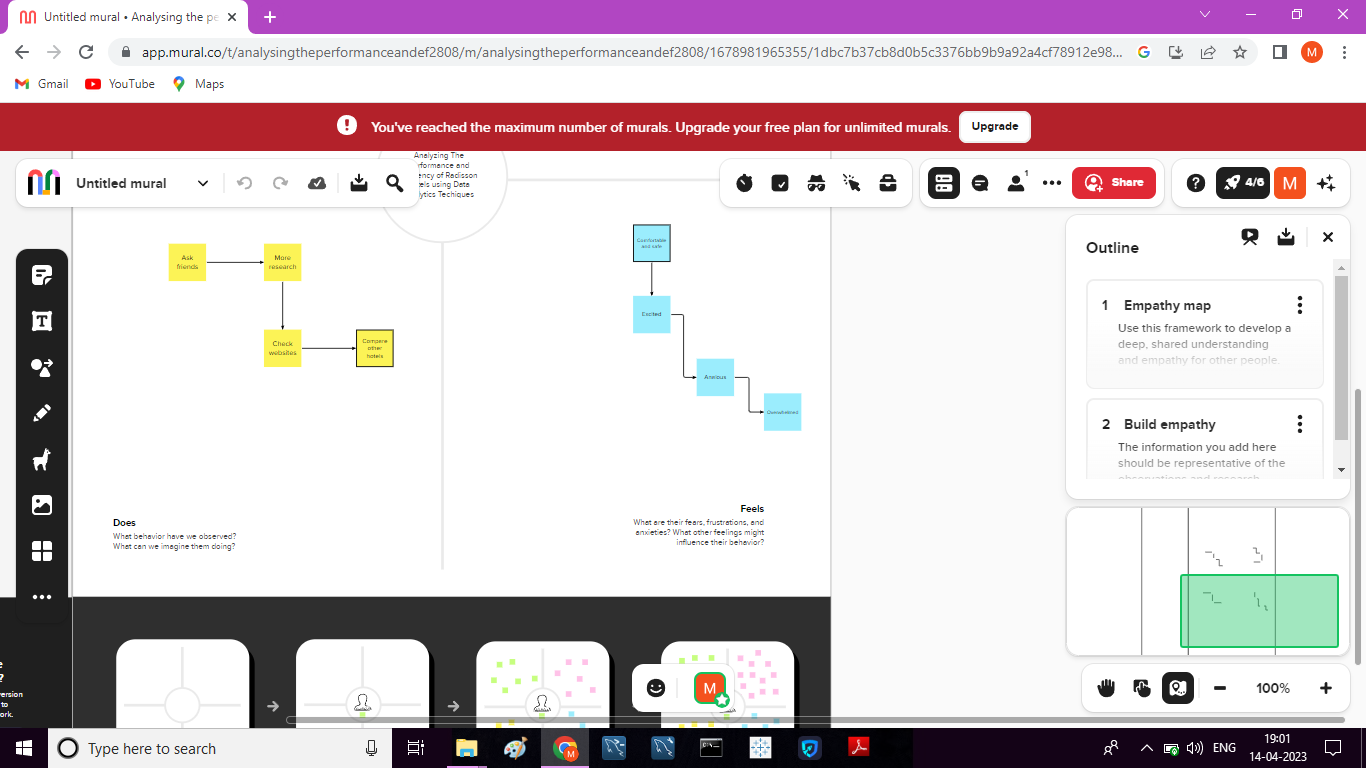 Untitled mural • Analysing the pe
app.mural.co/t/analysingtheperformanceandef2808/m/analysingtheperformanceandef2808/1678981965355/1dbc7b37cb8d0b5c3376bb9b9a92a4cf78912e98...
M
Gmail
YouTube
Maps
You've reached the maximum number of murals. Upgrade your free plan for unlimited murals.
Upgrade
Untitled mural
Analyzing The
rformance and
ency of Radisson
els using Data
lytics Techiques
1
Share
4/6
M
Ask
friends
More
research
Check
websites
Compare
other
hotels
Comfortable
and safe
Excited
Anxious
Overwhelmed
Does
What behavior have we observed?
What can we imagine them doing?
Feels
What are their fears, frustrations, and
anxieties? What other feelings might
influence their behavior?
Outline
1 Empathy map
Use this framework to develop a
deep, shared understanding
and empathy for other people.
2 Build empathy
The information you add here
should be representative of the
observations and research
e
?
version
to
ork.
M
100%
Type here to search
M
ENG
19:01
14-04-2023